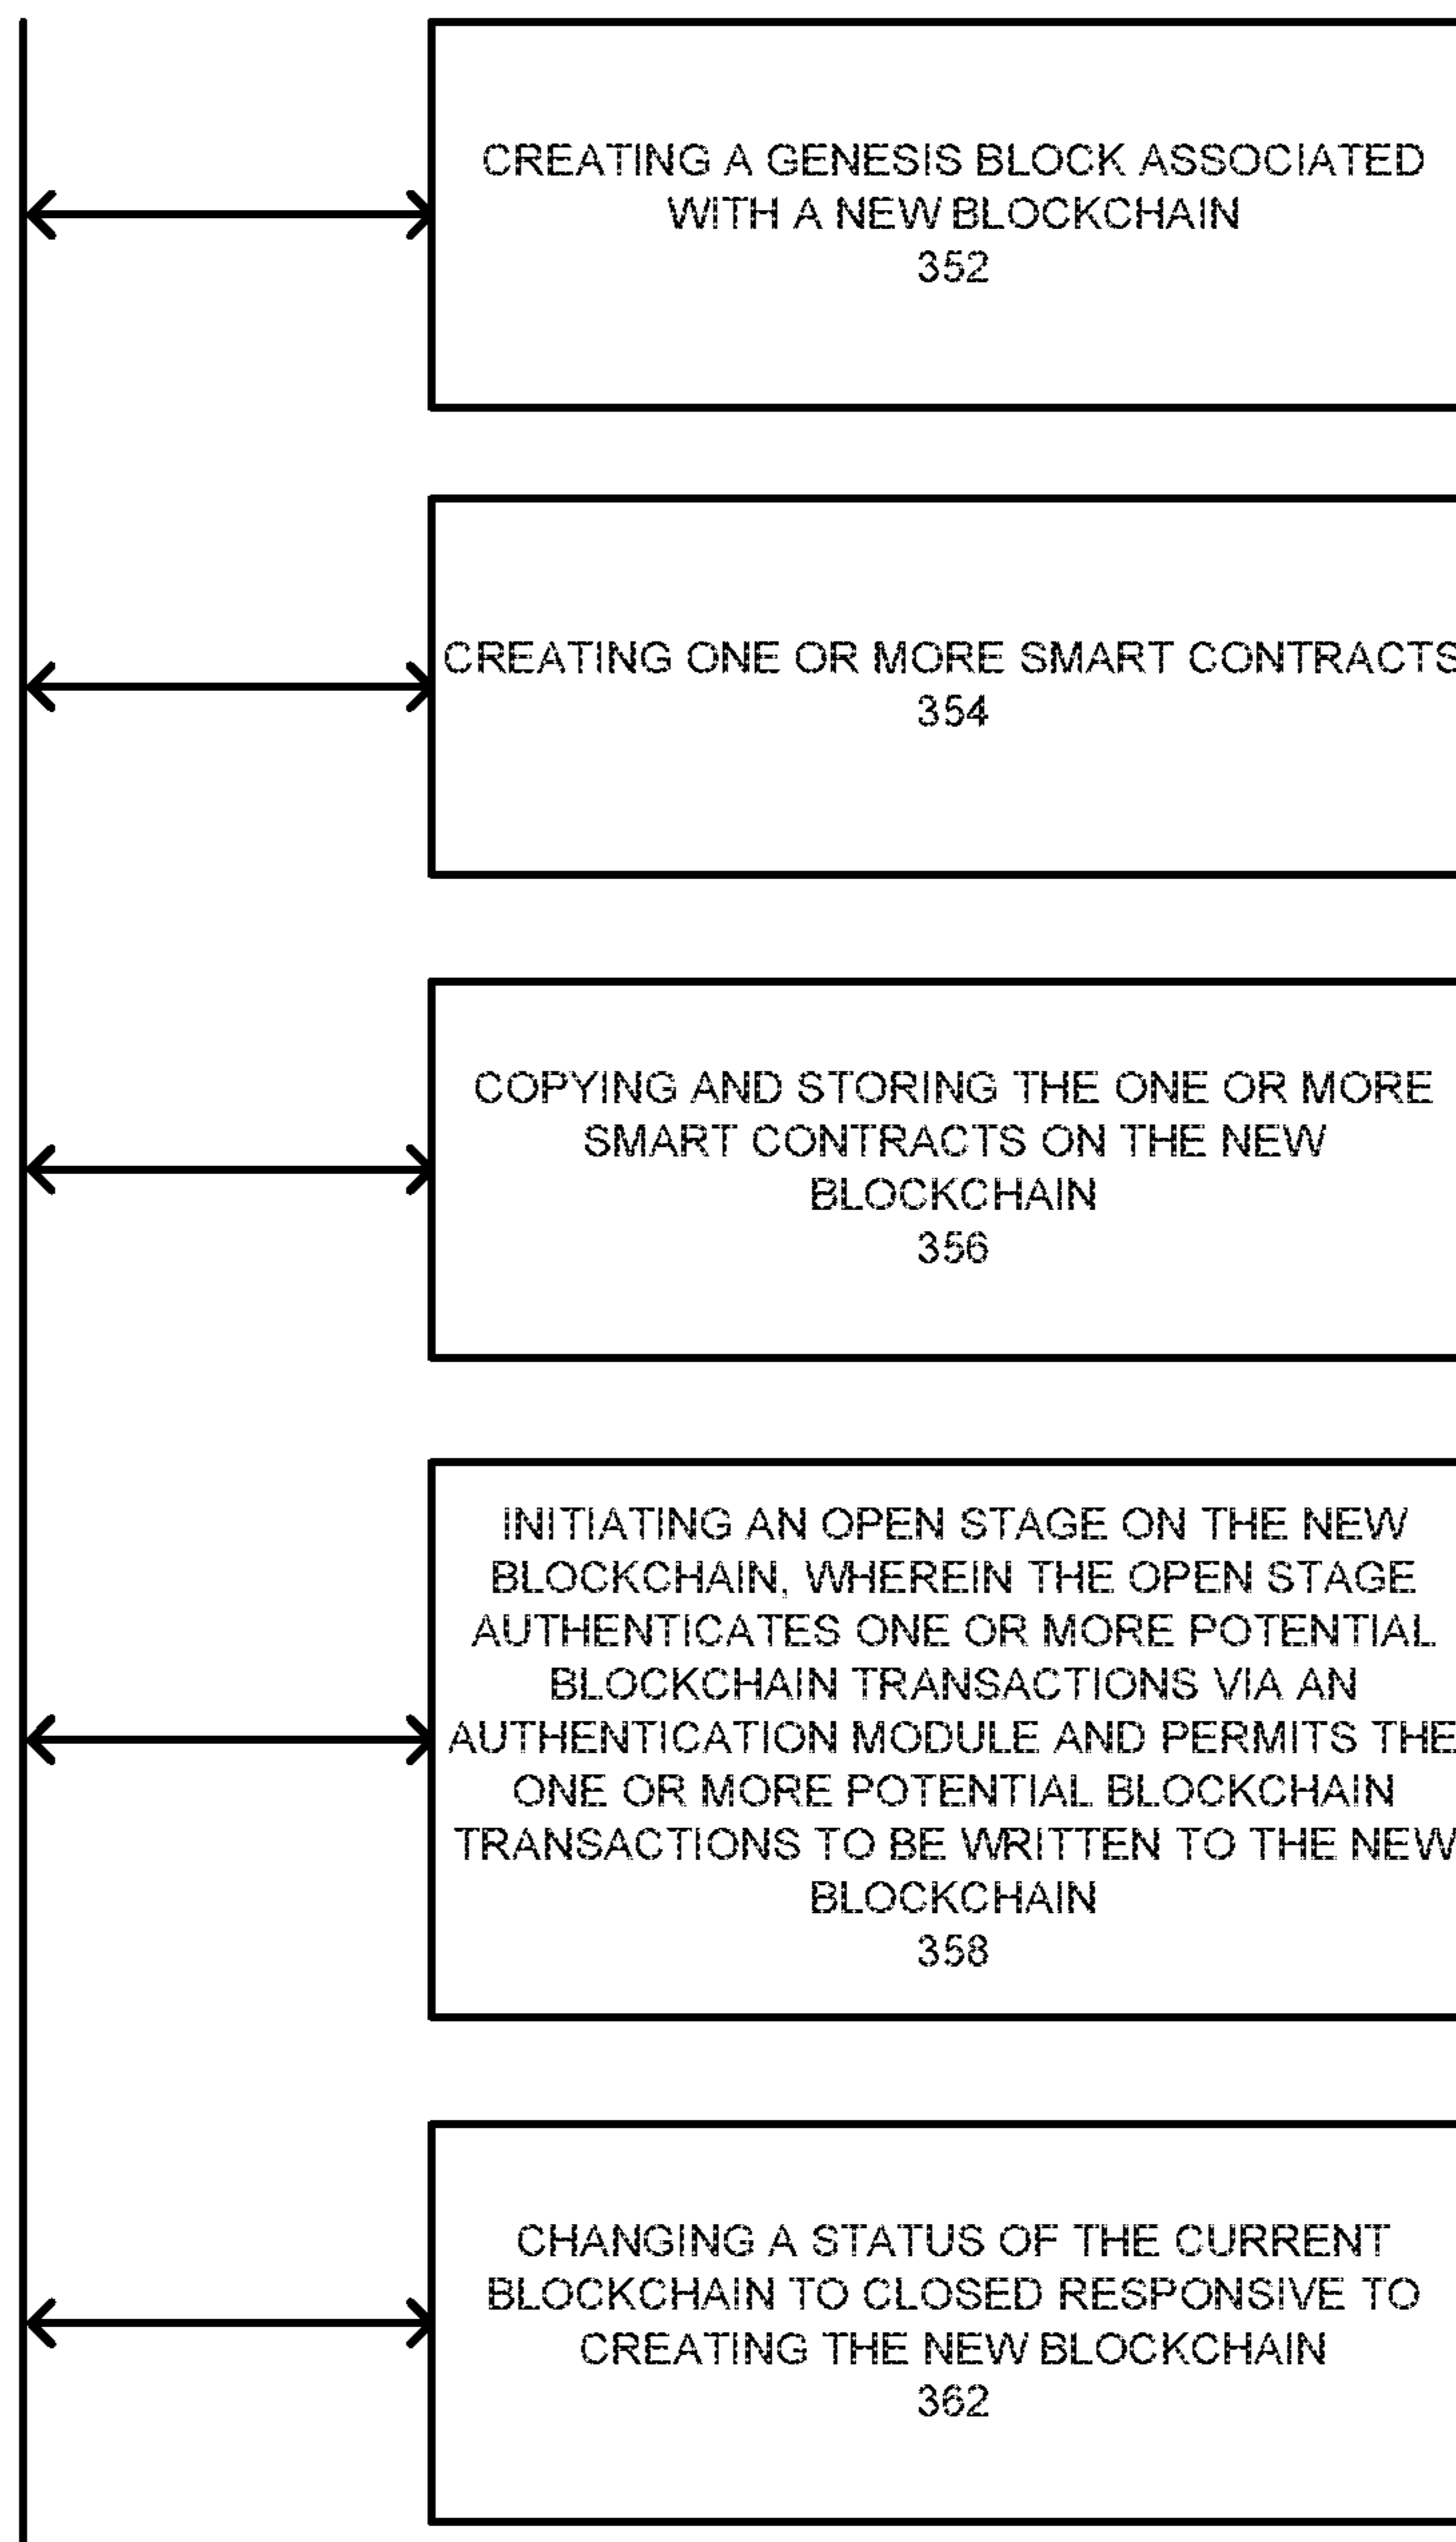 CREATING A GENESIS BLOCK ASSOCIATED
WITH A NEW BLOCKCHAIN
352
CREATING ONE OR MORE SMART CONTRACTS
354
COPYING AND STORING THE ONE OR MORE
SMART CONTRACTS ON THE NEW
BLOCKCHAIN
356
INITIATING AN OPEN STAGE ON THE NEW
BLOCKCHAIN, WHEREIN THE OPEN STAGE
AUTHENTICATES ONE OR MORE POTENTIAL
BLOCKCHAIN TRANSACTIONS VIA AN
AUTHENTICATION MODULE AND PERMITS THE
ONE OR MORE POTENTIAL BLOCKCHAIN
TRANSACTIONS TO BE WRITTEN TO THE NEW
BLOCKCHAIN
358
CHANGING A STATUS OF THE CURRENT
BLOCKCHAIN TO CLOSED RESPONSIVE TO
CREATING THE NEW BLOCKCHAIN
362